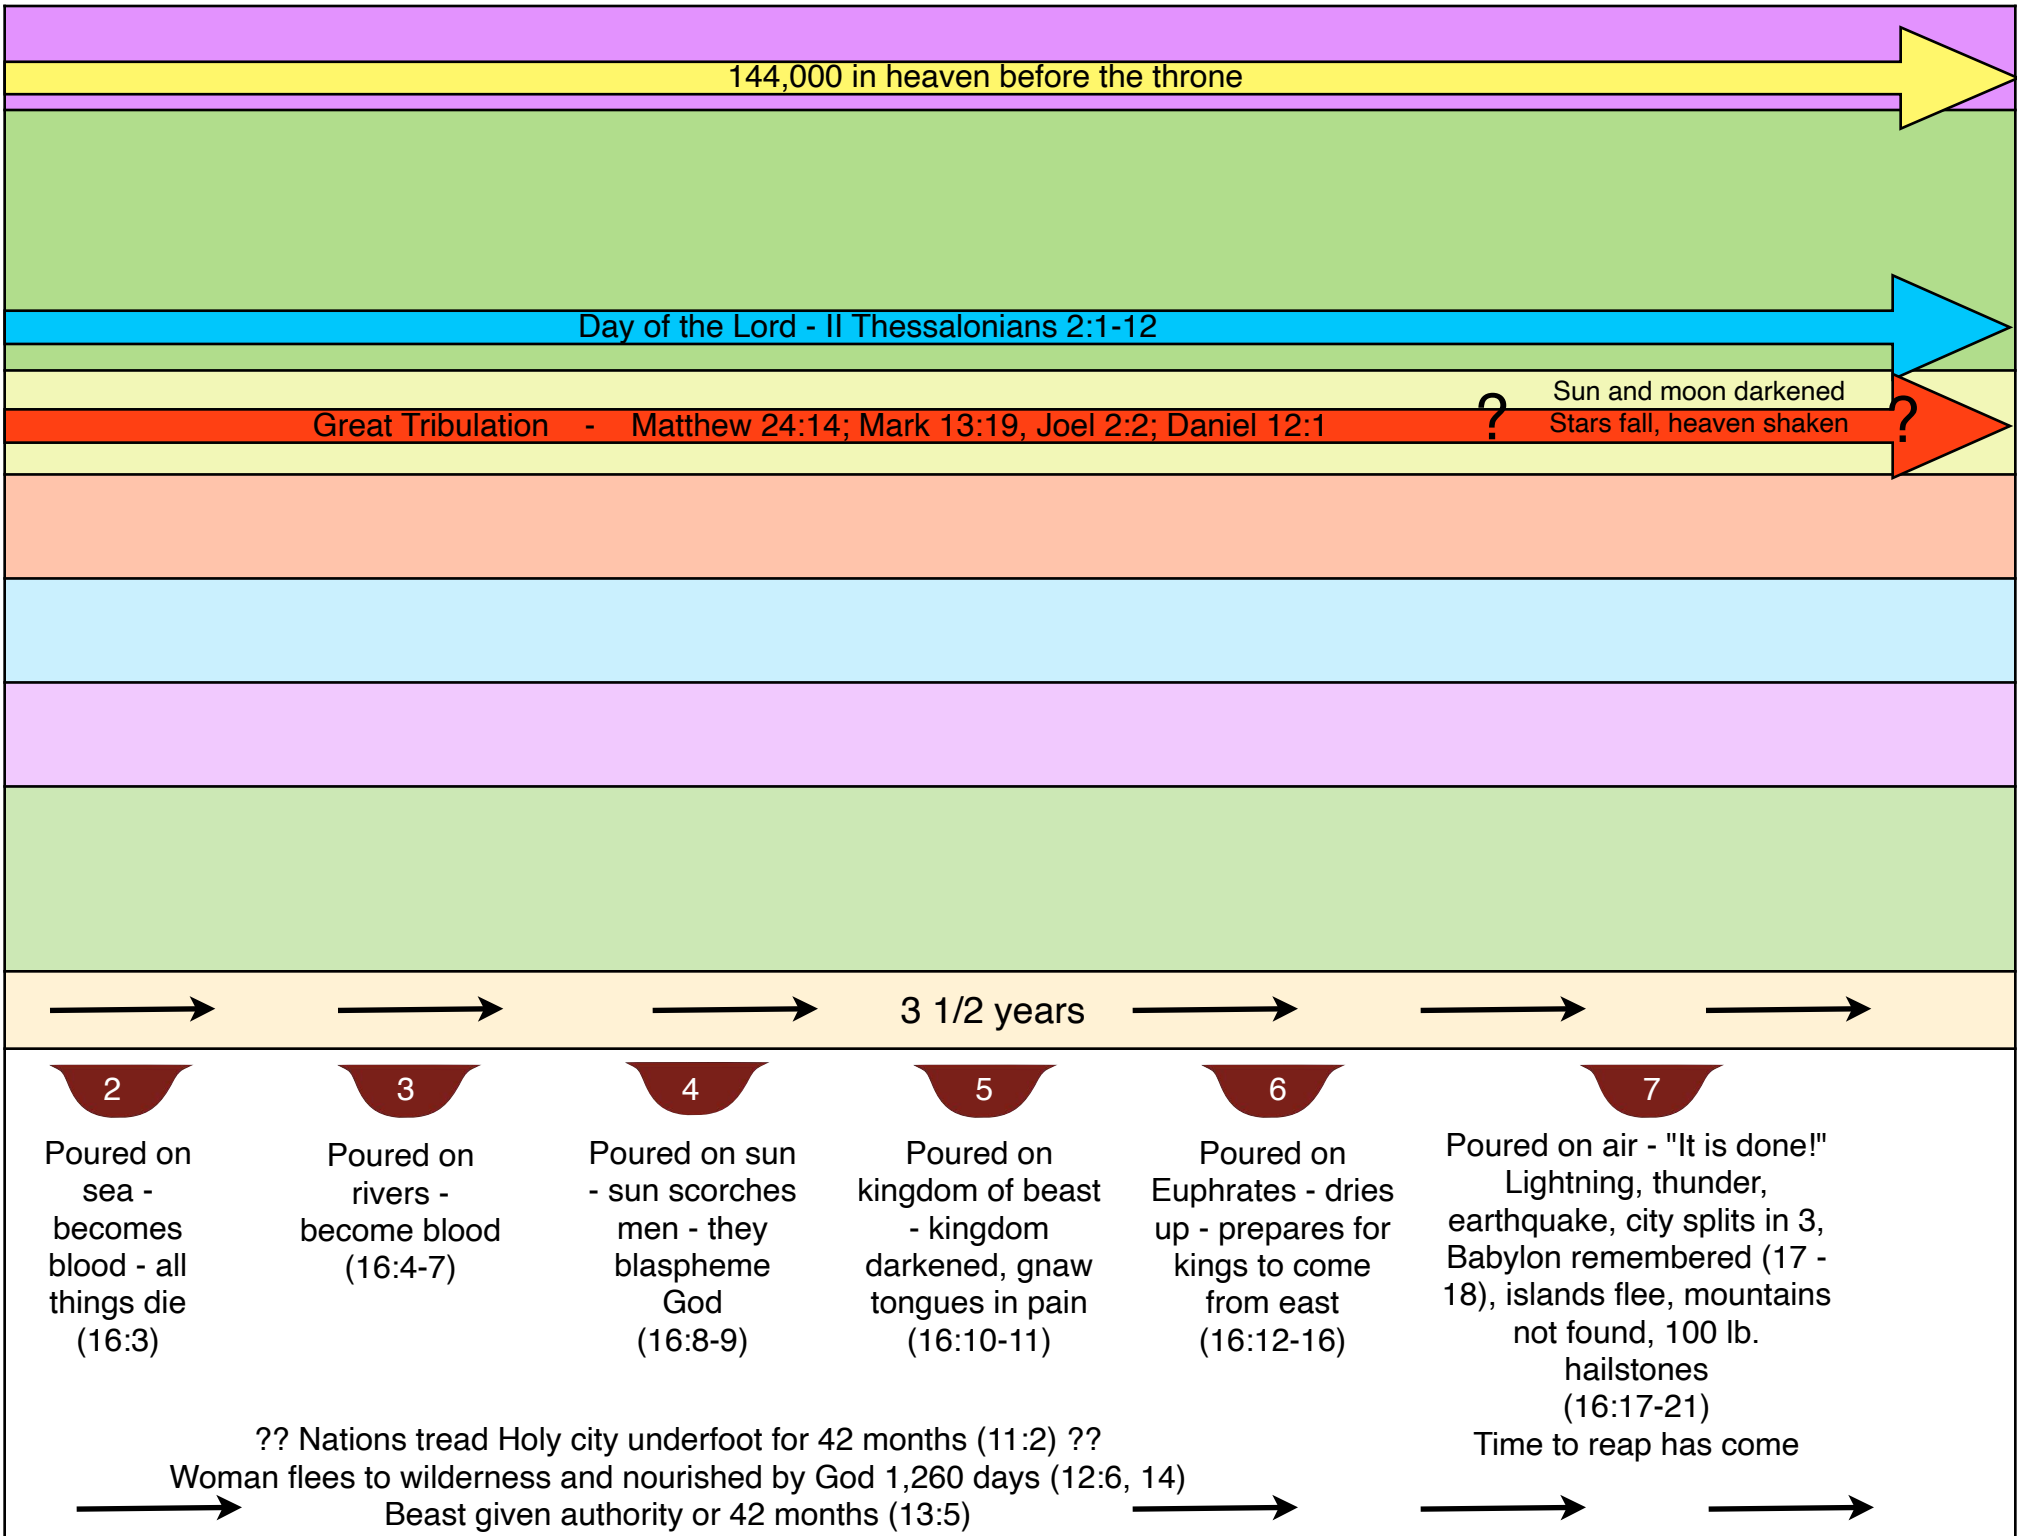 144,000 in heaven before the throne
Day of the Lord - II Thessalonians 2:1-12
Sun and moon darkened
Great Tribulation - Matthew 24:14; Mark 13:19, Joel 2:2; Daniel 12:1 ? Stars fall, heaven shaken ?
3 1/2 years
2
Poured on
sea -
becomes
blood - all
things die
(16:3)
3
Poured on
rivers -
become blood
(16:4-7)
4
Poured on sun
- sun scorches
men - they
blaspheme
God
(16:8-9)
5
Poured on
kingdom of beast
- kingdom
darkened, gnaw
tongues in pain
(16:10-11)
6
Poured on
Euphrates - dries
up - prepares for
kings to come
from east
(16:12-16)
7
Poured on air - "It is done!"
Lightning, thunder,
earthquake, city splits in 3,
Babylon remembered (17 -
18), islands flee, mountains
not found, 100 lb.
hailstones
(16:17-21)
Time to reap has come
?? Nations tread Holy city underfoot for 42 months (11:2) ??
Woman flees to wilderness and nourished by God 1,260 days (12:6, 14)
Beast given authority or 42 months (13:5)